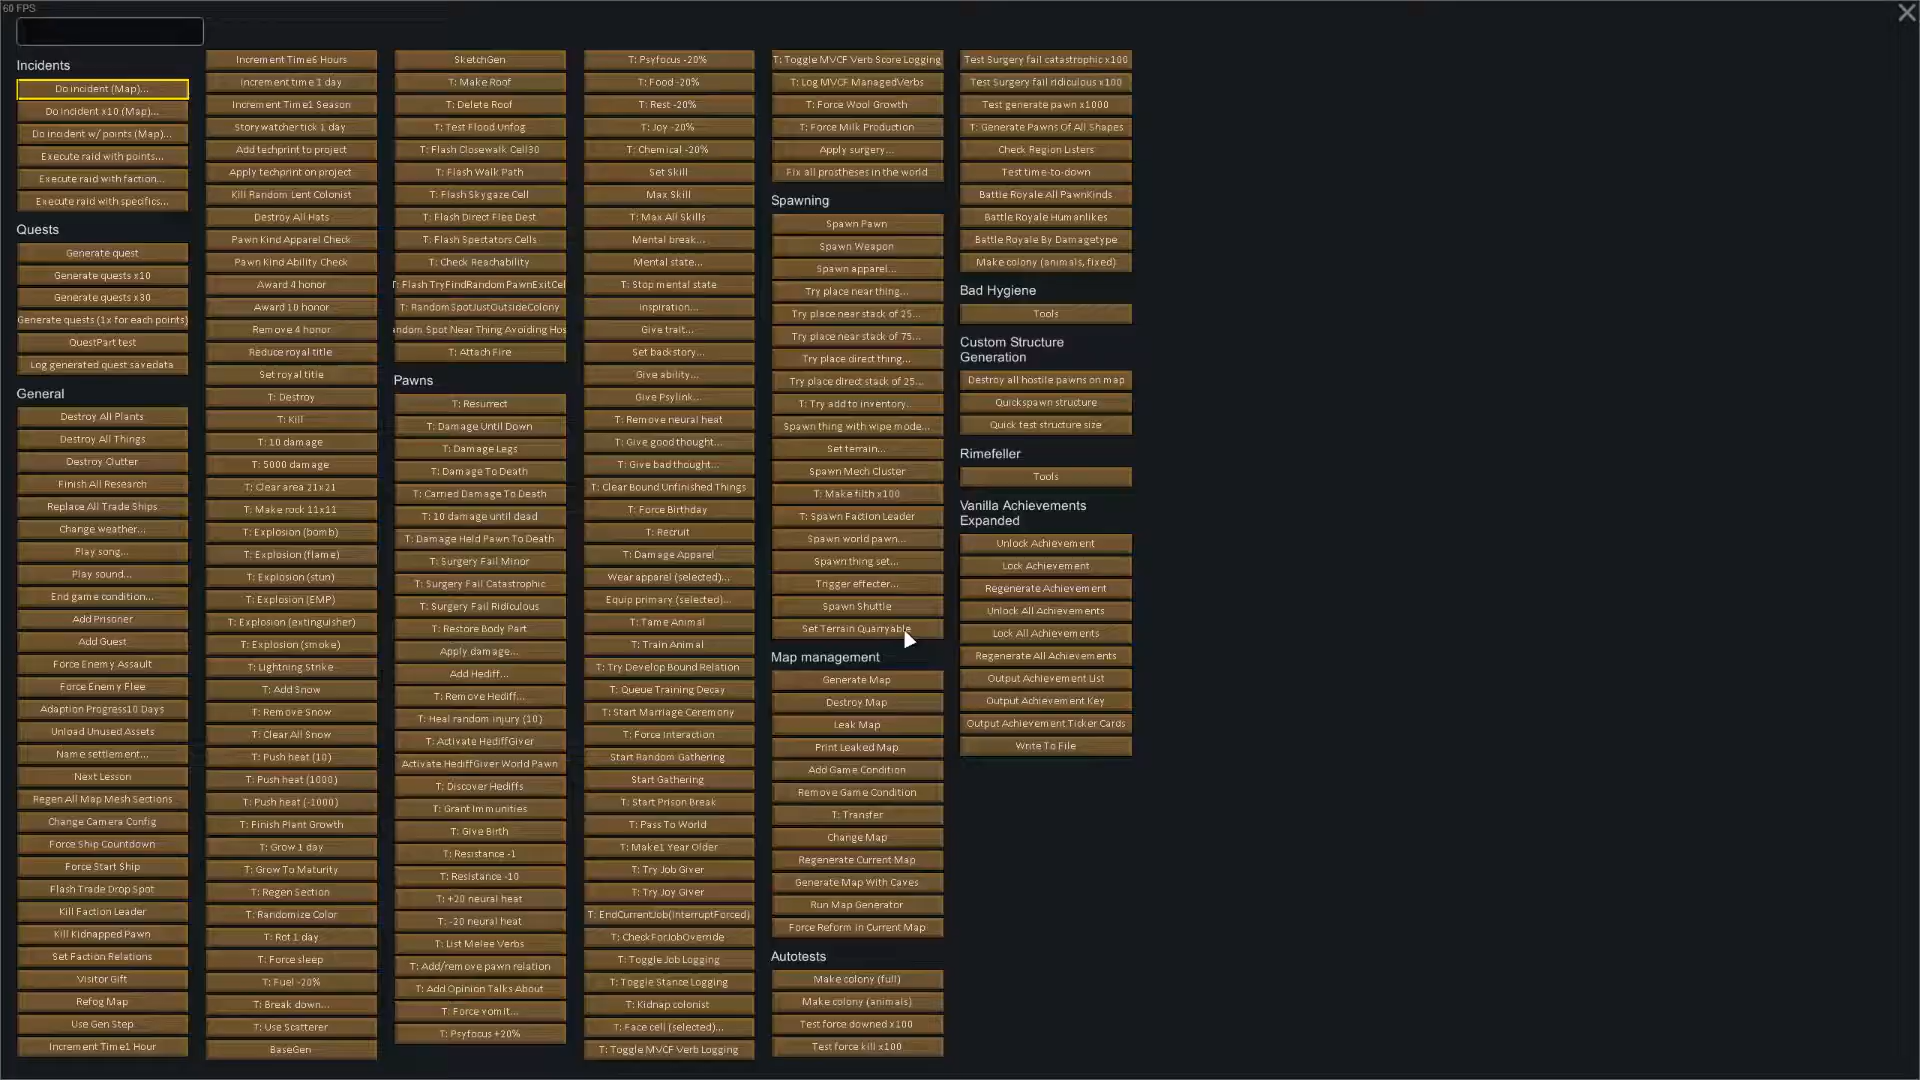 60 FPS
Incidents
Do incident (Map)...
Do incident x10 (Map)...
Do incident w/ points (Map)...
Execute raid with points...
Execute raid with faction...
Execute raid with specifics...
Quests
Generate quest
Generate quests x10
Generate quests x30
Generate quests (1x for each points)
QuestPart test
Log generated quest savedata
General
Destroy All Plants
Destroy All Things
Destroy Clutter
Finish All Research
Replace All Trade Ships
Change weather...
Play song...
Play sound...
End game condition...
Add Prisoner
Add Guest
Force Enemy Assault
Force Enemy Flee
Adaption Progress10 Days
Unload Unused Assets
Name settlement...
Next Lesson
Regen All Map Mesh Sections
Change Camera Config
Force Ship Countdown
Force Start Ship
Flash Trade Drop Spot
Kill Faction Leader
Kill Kidnapped Pawn
Set Faction Relations
Visitor Gift
Refog Map
Use Gen Step
Increment Time1 Hour
Increment Time6 Hours
Increment time 1 day
Increment Time1 Season
Storywatcher tick 1 day
Add techprint to project
Apply techprint on project
Kill Random Lent Colonist
Destroy All Hats
Pawn Kind Apparel Check
Pawn Kind Ability Check
Award 4 honor
Award 10 honor
Remove 4 honor
Reduce royal title
Set royal title
T: Destroy
T: Kill
T: 10 damage
T: 5000 damage
T: Clear area 21x21
T: Make rock 11x11
T: Explosion (bomb)
T: Explosion (flame)
T: Explosion (stun)
T: Explosion (EMP)
T: Explosion (extinguisher)
T: Explosion (smoke)
T: Lightning Strike
T: Add Snow
T: Remove Snow
T: Clear All Snow
T: Push heat (10)
T: Push heat (1000)
T: Push heat (-1000)
T: Finish Plant Growth
T: Grow 1 day
T: Grow To Maturity
T: Regen Section
T: Randomize Color
T: Rot 1 day
T: Force sleep
T: Fuel -20%
T: Break down...
T: Use Scatterer
BaseGen
SketchGen
T: Make Roof
T: Delete Roof
T: Test Flood Unfog
T: Flash Closewalk Cell30
T: Flash Walk Path
T: Flash Skygaze Cell
T: Flash Direct Flee Dest
T: Flash Spectators Cells
T: Check Reachability
T: Flash TryFindRandomPawnExitCel
T: RandomSpotJustOutsideColony
andom Spot Near Thing Avoiding Hos
T: Attach Fire
Pawns
T: Resurrect
T: Damage Until Down
T: Damage Legs
T: Damage To Death
T: Carried Damage To Death
T: 10 damage until dead
T: Damage Held Pawn To Death
T: Surgery Fail Minor
T: Surgery Fail Catastrophic
T: Surgery Fail Ridiculous
T: Restore Body Part
Apply damage...
Add Hediff...
T: Remove Hediff...
T: Heal random injury (10)
T: Activate HediffGiver
Activate HediffGiver World Pawn
T: Discover Hediffs
T: Grant Immunities
T: Give Birth
T: Resistance -1
T: Resistance -10
T: +20 neural heat
T: -20 neural heat
T: List Melee Verbs
T: Add/remove pawn relation
T: Add Opinion Talks About
T: Force vomit...
T: Psyfocus +20%
T: Psyfocus -20%
T: Food -20%
T: Rest -20%
T: Joy -20%
T: Chemical -20%
Set Skill
Max Skill
T: Max All Skills
Mental break...
Mental state...
T: Stop mental state
Inspiration...
Give trait...
Set backstory...
Give ability...
Give Psylink...
T: Remove neural heat
T: Give good thought...
T: Give bad thought...
T: Clear Bound Unfinished Things
T: Force Birthday
T: Recruit
T: Damage Apparel
Wear apparel (selected)...
Equip primary (selected)...
T: Tame Animal
T: Train Animal
T: Try Develop Bound Relation
T: Queue Training Decay
T: Start Marriage Ceremony
T: Force Interaction
Start Random Gathering
Start Gathering
T: Start Prison Break
T: Pass To World
T: Make1 Year Older
T: Try Job Giver
T: Try Joy Giver
T: EndCurrentJob(InterruptForced)
T: CheckForJobOverride
T: Toggle Job Logging
T: Toggle Stance Logging
T: Kidnap colonist
T: Face cell (selected)...
T: Toggle MVCF Verb Logging
T: Toggle MVCF Verb Score Logging
T: Log MVCF ManagedVerbs
T: Force Wool Growth
T: Force Milk Production
Apply surgery...
Fix all prostheses in the world
Spawning
Spawn Pawn
Spawn Weapon
Spawn apparel...
Try place near thing...
Try place near stack of 25...
Try place near stack of 75...
Try place direct thing...
Try place direct stack of 25...
T: Try add to inventory...
Spawn thing with wipe mode...
Set terrain...
Spawn Mech Cluster
T: Make filth x100
T: Spawn Faction Leader
Spawn world pawn...
Spawn thing set...
Trigger effecter...
Spawn Shuttle
Set Terrain Quarryable
Map management
Generate Map
Destroy Map
Leak Map
Print Leaked Map
Add Game Condition
Remove Game Condition
T: Transfer
Change Map
Regenerate Current Map
Generate Map With Caves
Run Map Generator
Force Reform in Current Map
Autotests
Make colony (full)
Make colony (animals)
Test force downed x100
Test force kill x100
Test Surgery fail catastrophic x100
Test Surgery fail ridiculous x100
Test generate pawn x1000
T: Generate Pawns Of All Shapes
Check Region Listers
Test time-to-down
Battle Royale All PawnKinds
Battle Royale Humanlikes
Battle Royale By Damagetype
Make colony (animals, fixed)
Bad Hygiene
Tools
Custom Structure
Generation
Destroy all hostile pawns on map
Quickspawn structure
Quick test structure size
Rimefeller
Tools
Vanilla Achievements
Expanded
Unlock Achievement
Lock Achievement
Regenerate Achievement
Unlock All Achievements
Lock All Achievements
Regenerate All Achievements
Output Achievement List
Output Achievement Key
Output Achievement Ticker Cards
Write To File